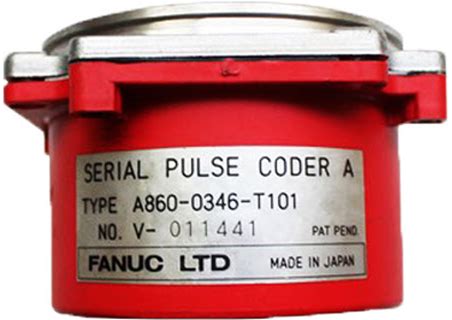 SERIAL PULSE CODER A
TYPE A860-0346-T101
NO. V- 011441 PAT PEND.
FANUC LTD MADE IN JAPAN